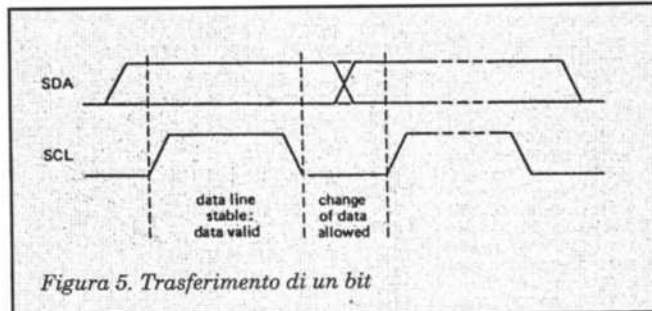 SDA
SCL
data line
stable:
data valid
change
of data
allowed
Figura 5. Trasferimento di un bit